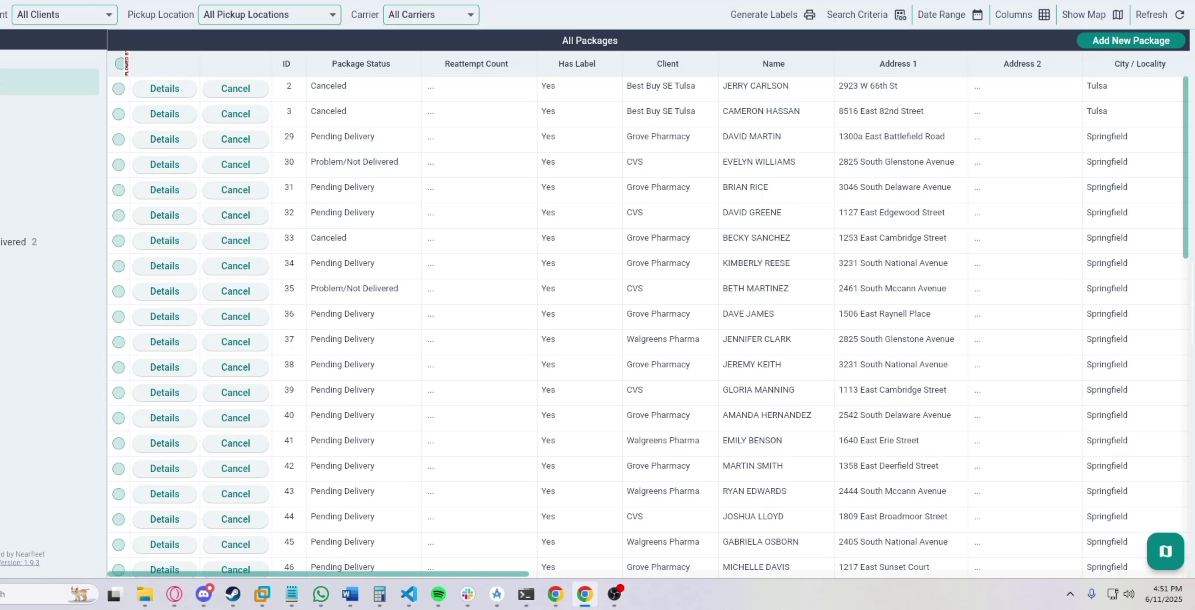 nt All Clients Pickup Location All Pickup Locations Carrier All Carriers Generate Labels Search Criteria Date Range Columns Show Map Refresh
All Packages Add New Package
ID Package Status Reattempt Count Has Label Client Name Address 1 Address 2 City / Locality
Details Cancel 2 Canceled ... Yes Best Buy SE Tulsa JERRY CARLSON 2923 W 66th St ... Tulsa
Details Cancel 3 Canceled ... Yes Best Buy SE Tulsa CAMERON HASSAN 8516 East 82nd Street ... Tulsa
Details Cancel 29 Pending Delivery ... Yes Grove Pharmacy DAVID MARTIN 1300a East Battlefield Road ... Springfield
Details Cancel 30 Problem/Not Delivered ... Yes CVS EVELYN WILLIAMS 2825 South Glenstone Avenue ... Springfield
Details Cancel 31 Pending Delivery ... Yes Grove Pharmacy BRIAN RICE 3046 South Delaware Avenue ... Springfield
Details Cancel 32 Pending Delivery ... Yes CVS DAVID GREENE 1127 East Edgewood Street ... Springfield
ivered 2 Details Cancel 33 Canceled ... Yes Grove Pharmacy BECKY SANCHEZ 1253 East Cambridge Street ... Springfield
Details Cancel 34 Pending Delivery ... Yes Grove Pharmacy KIMBERLY REESE 3231 South National Avenue ... Springfield
Details Cancel 35 Problem/Not Delivered ... Yes CVS BETH MARTINEZ 2461 South Mccann Avenue ... Springfield
Details Cancel 36 Pending Delivery ... Yes Grove Pharmacy DAVE JAMES 1506 East Raynell Place ... Springfield
Details Cancel 37 Pending Delivery ... Yes Walgreens Pharma JENNIFER CLARK 2825 South Glenstone Avenue ... Springfield
Details Cancel 38 Pending Delivery ... Yes Grove Pharmacy JEREMY KEITH 3231 South National Avenue ... Springfield
Details Cancel 39 Pending Delivery ... Yes CVS GLORIA MANNING 1113 East Cambridge Street ... Springfield
Details Cancel 40 Pending Delivery ... Yes Grove Pharmacy AMANDA HERNANDEZ 2542 South Delaware Avenue ... Springfield
Details Cancel 41 Pending Delivery ... Yes Walgreens Pharma EMILY BENSON 1640 East Erie Street ... Springfield
Details Cancel 42 Pending Delivery ... Yes Grove Pharmacy MARTIN SMITH 1358 East Deerfield Street ... Springfield
Details Cancel 43 Pending Delivery ... Yes Walgreens Pharma RYAN EDWARDS 2444 South Mccann Avenue ... Springfield
Details Cancel 44 Pending Delivery ... Yes CVS JOSHUA LLOYD 1809 East Broadmoor Street ... Springfield
Details Cancel 45 Pending Delivery ... Yes Walgreens Pharma GABRIELA OSBORN 2405 South National Avenue ... Springfield
d by Nearfleet
ersion: 1.9.3
Details Cancel 46 Pending Delivery ... Yes Grove Pharmacy MICHELLE DAVIS 1217 East Sunset Court ... Springfield
h 4:51 PM
6/11/2025